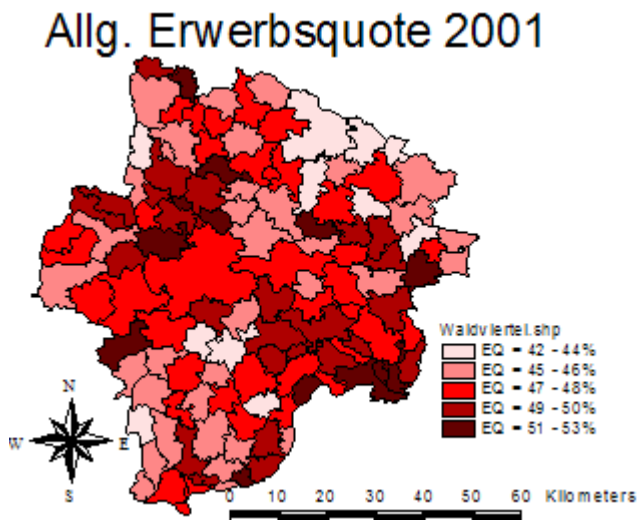 Allg. Erwerbsquote 2001
Waldviertel.shp
EQ = 42 - 44%
EQ = 45 - 46%
EQ = 47 - 48%
EQ = 49 - 50%
EQ = 51 - 53%
N
W E
S
0 10 20 30 40 50 60 Kilometers